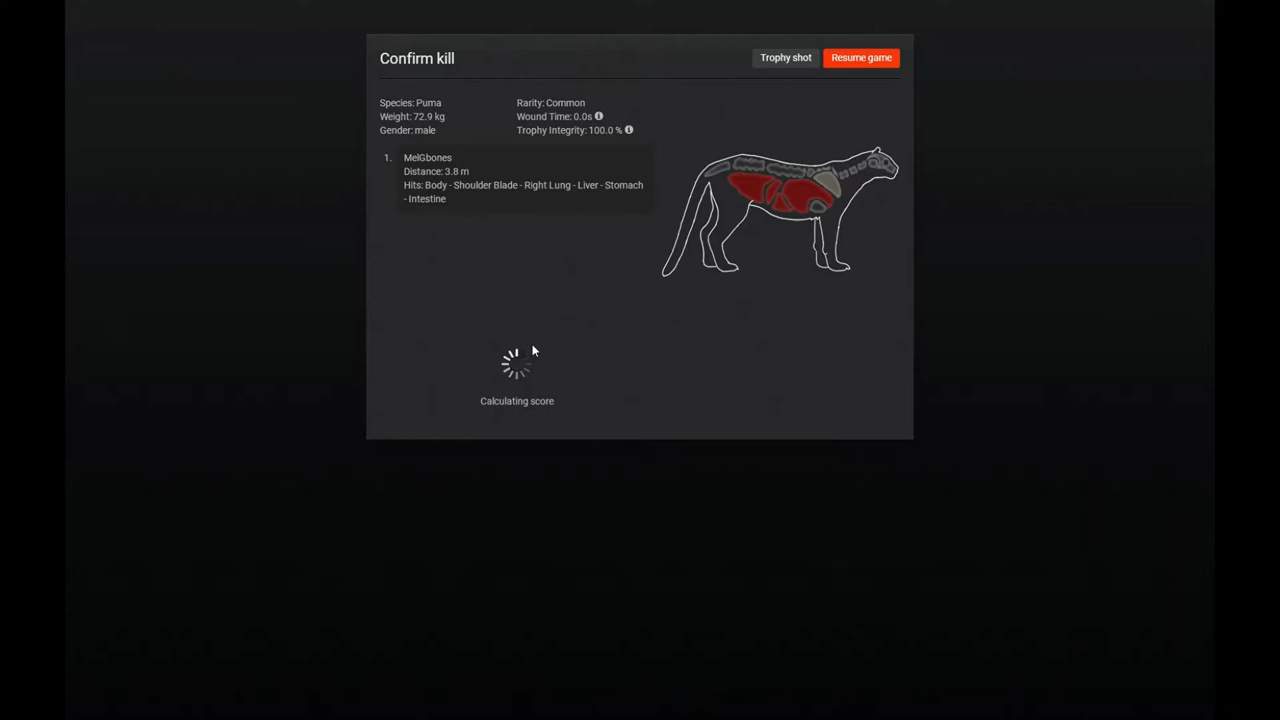 Confirm kill
Trophy shot
Resume game
Species: Puma
Rarity: Common
Weight: 72.9 kg
Wound Time: 0.0s
Gender: male
Trophy Integrity: 100.0 %
1. MelGbones
Distance: 3.8 m
Hits: Body - Shoulder Blade - Right Lung - Liver - Stomach
- Intestine
Calculating score